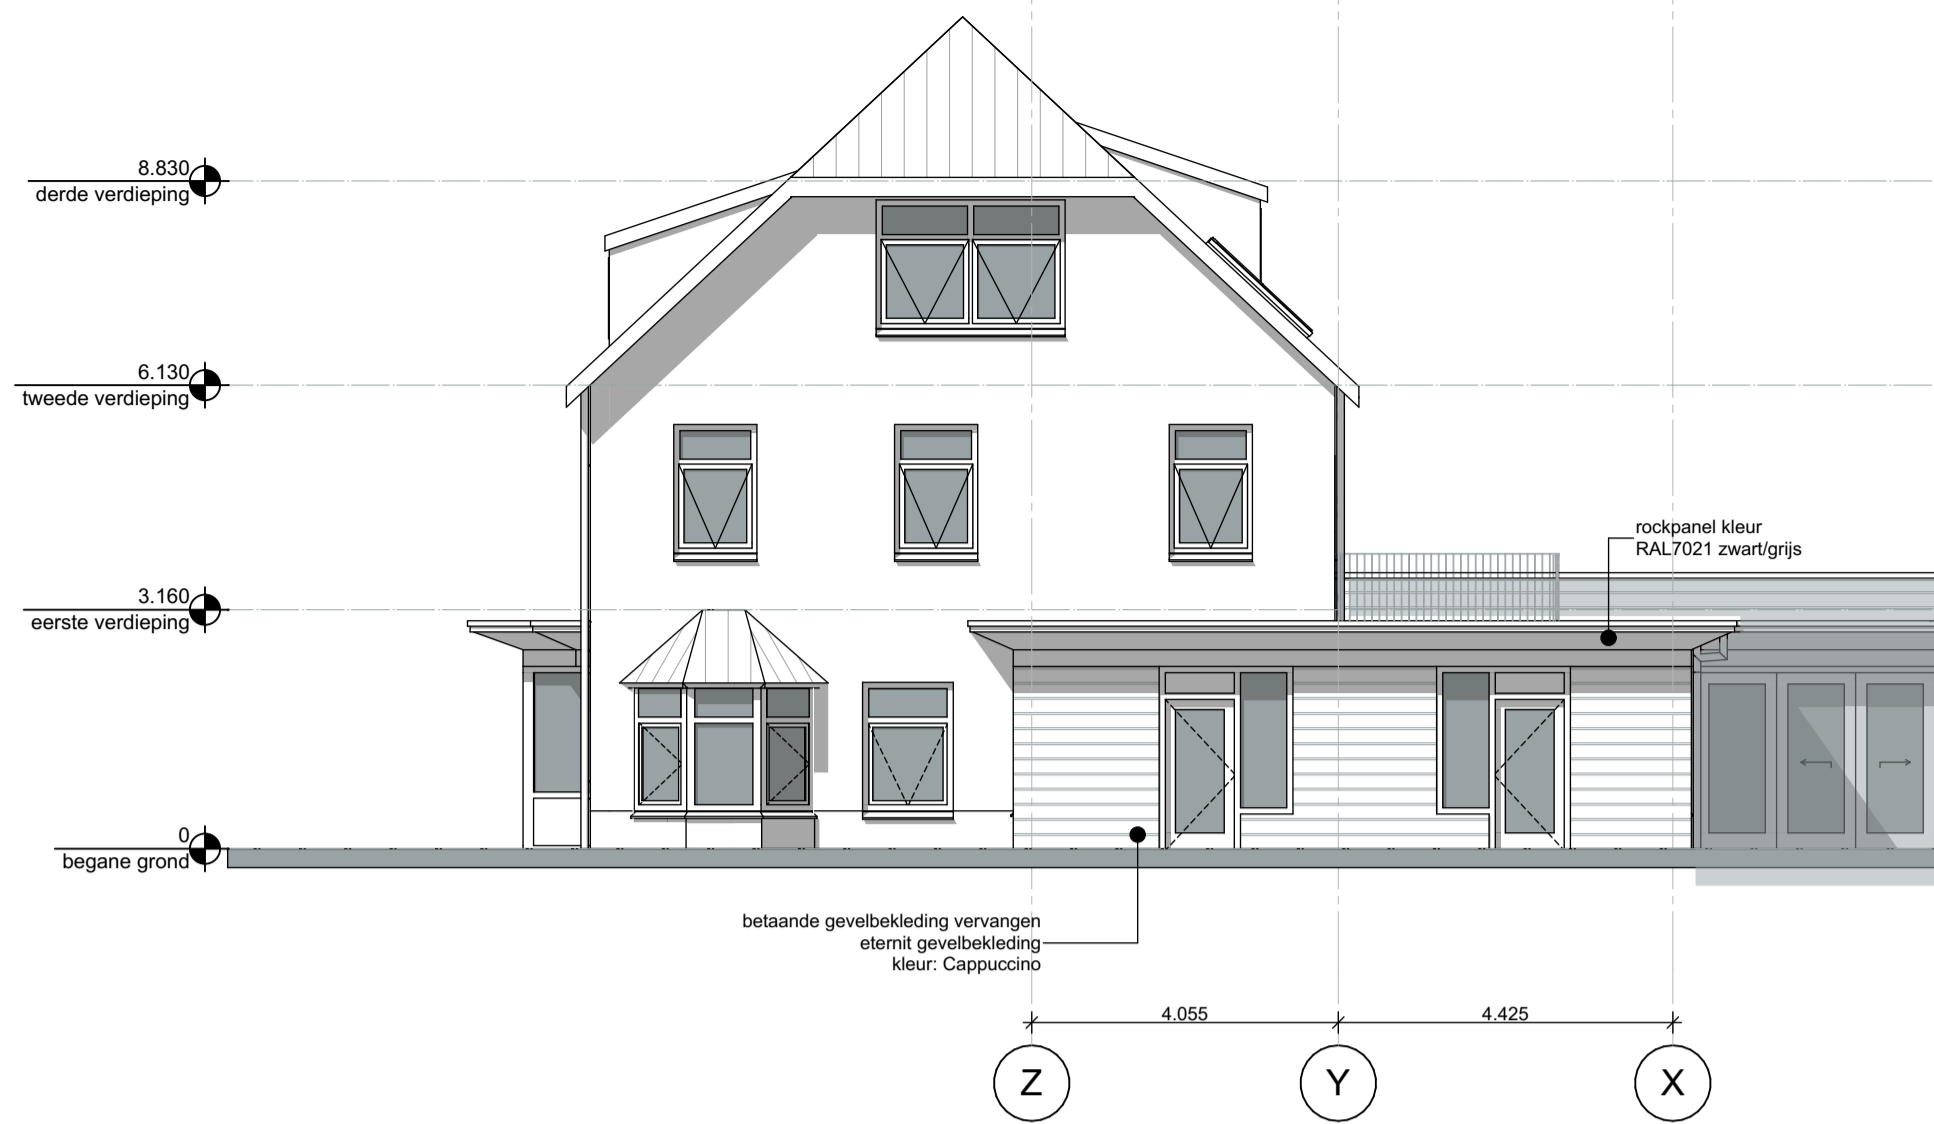 8.830
derde verdieping
6.130
tweede verdieping
rockpanel kleur
RAL7021 zwart/grijs
3.160
eerste verdieping
0
begane grond
betaande gevelbekleding vervangen
eternit gevelbekleding
kleur: Cappuccino
4.055
4.425
Z
Y
X